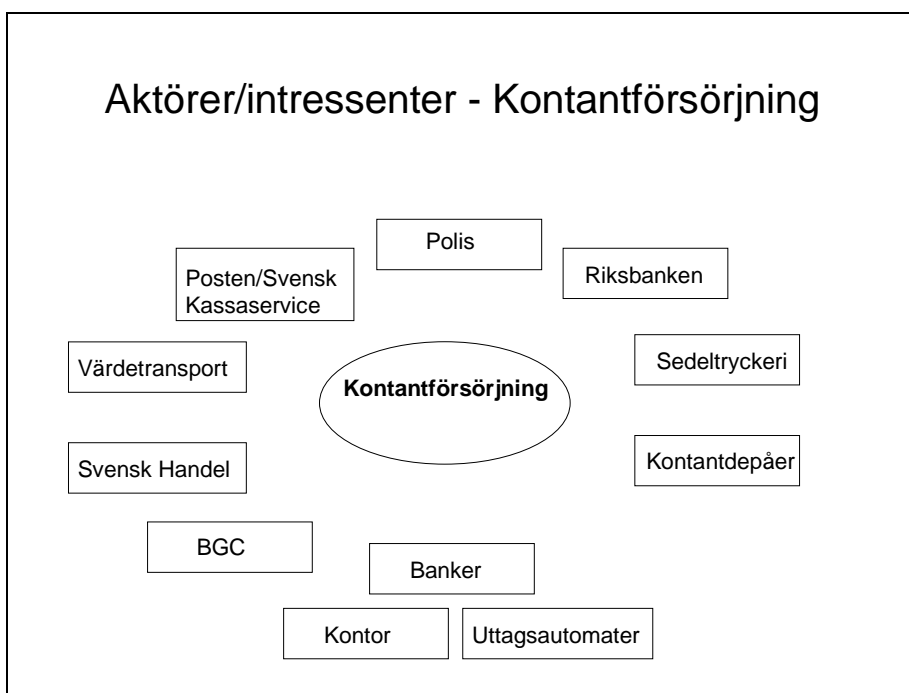 Aktörer/intressenter - Kontantförsörjning
Polis
Posten/Svensk
Kassaservice
Riksbanken
Värdetransport
Kontantförsörjning
Sedeltryckeri
Svensk Handel
Kontantdepåer
BGC
Banker
Kontor
Uttagsautomater